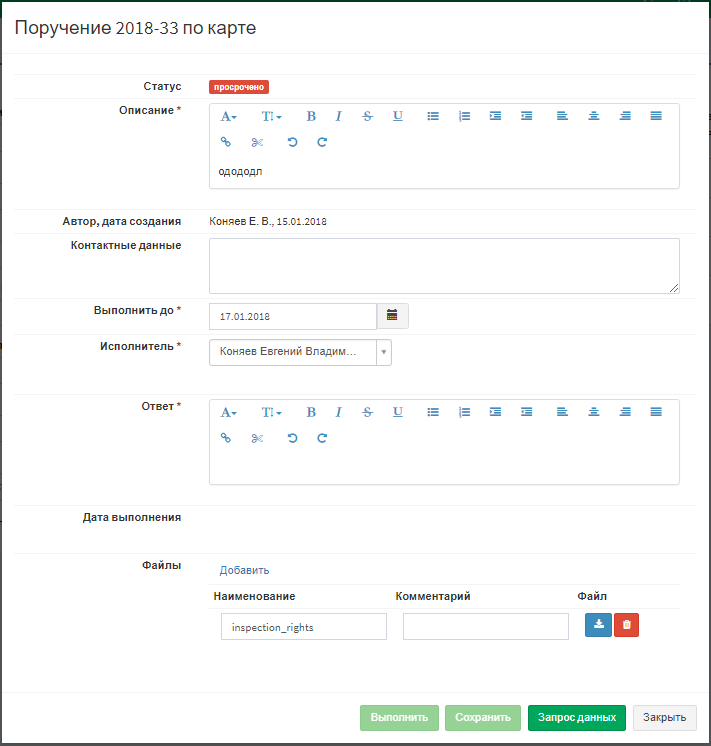 Поручение 2018-33 по карте
Статус просрочено
Описание *
A TI B I S U
одододл
Автор, дата создания Коняев Е. В., 15.01.2018
Контактные данные
Выполнить до * 17.01.2018
Исполнитель * Коняев Евгений Владим...
Ответ *
A TI B I S U
Дата выполнения
Файлы Добавить
Наименование Комментарий Файл
inspection_rights
Выполнить Сохранить Запрос данных Закрыть